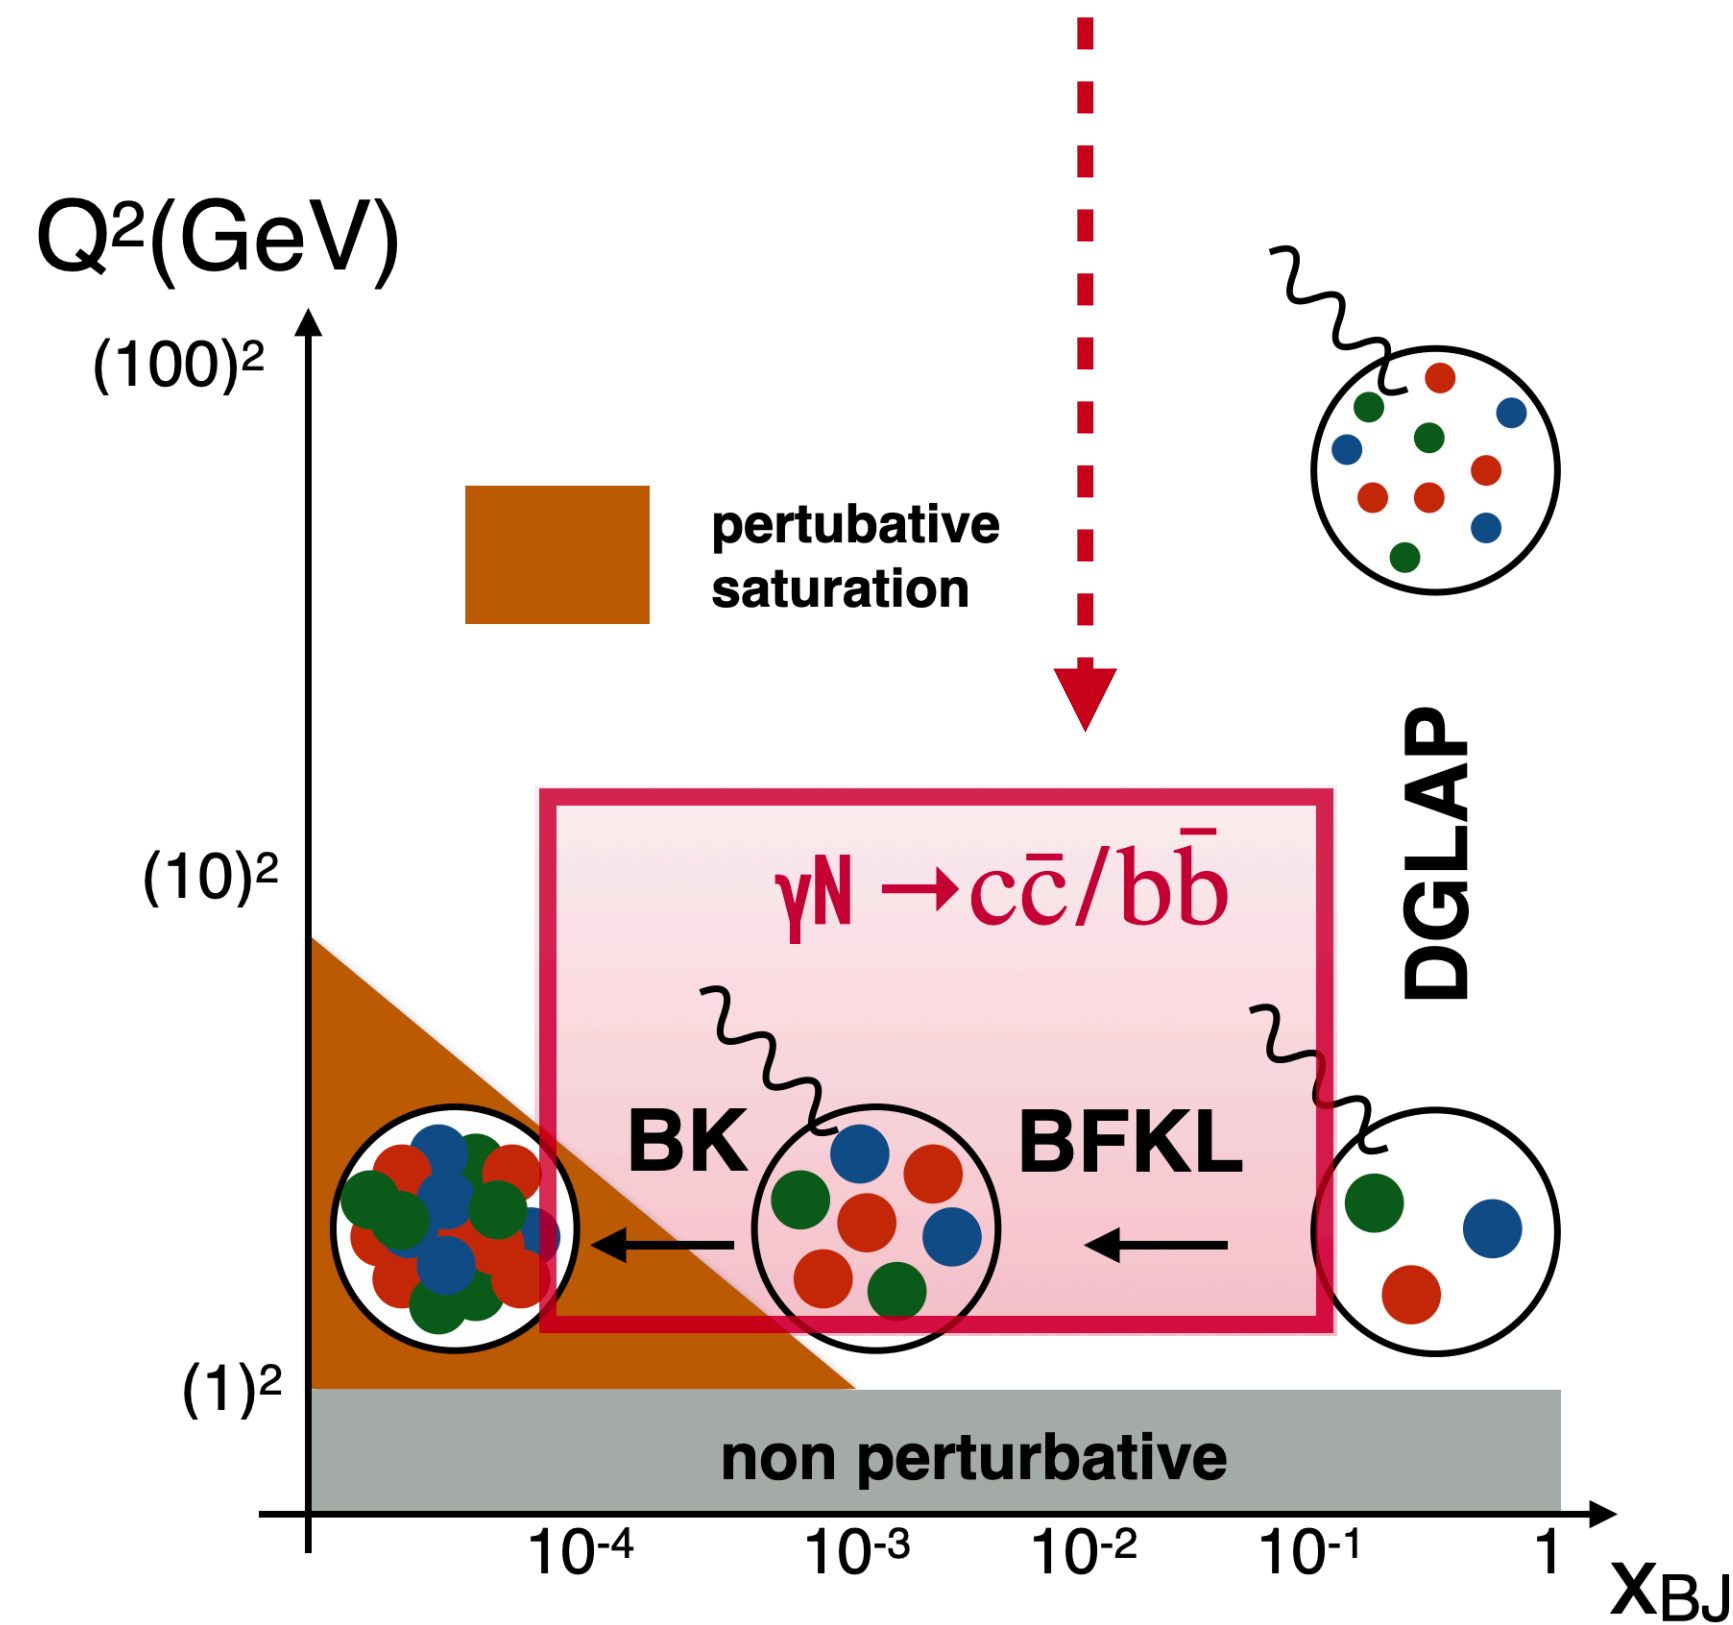 Q²(GeV)
(100)²
pertubative
saturation
DGLAP
(10)²
γN →cc̄/bb̄
BK
BFKL
(1)²
non perturbative
10⁻⁴ 10⁻³ 10⁻² 10⁻¹ 1
x_BJ